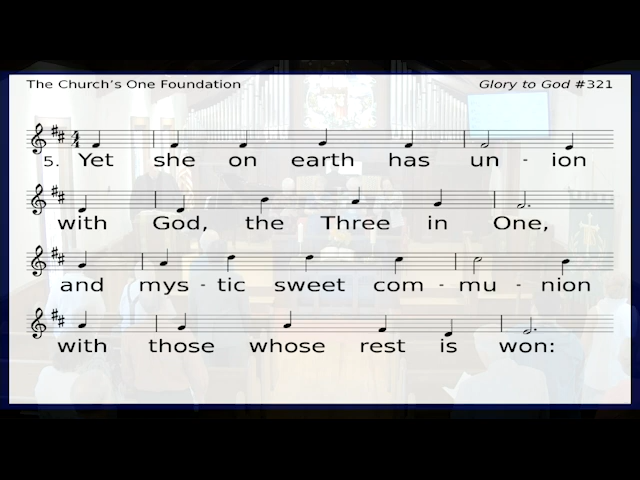 The Church's One Foundation Glory to God #321
5. Yet she on earth has un - ion
with God, the Three in One,
and mys - tic sweet com - mu - nion
with those whose rest is won: